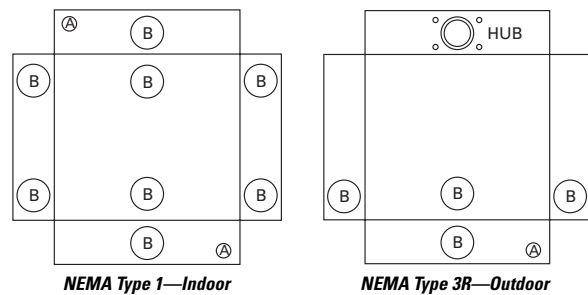 A B
B B B
B B B
B A
NEMA Type 1—Indoor
HUB
B B B
B A
NEMA Type 3R—Outdoor